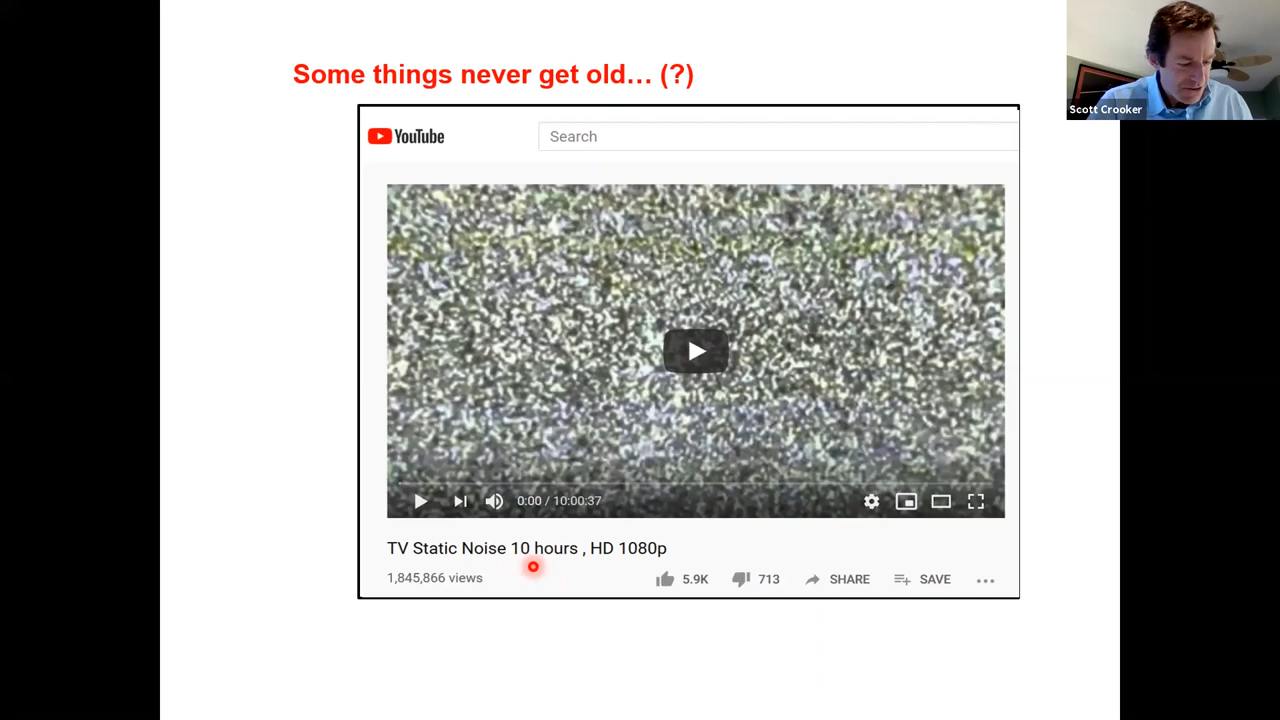 Some things never get old… (?)
Scott Crooker
YouTube
Search
0:00 / 10:00:37
TV Static Noise 10 hours , HD 1080p
1,845,866 views
5.9K
713
SHARE
SAVE